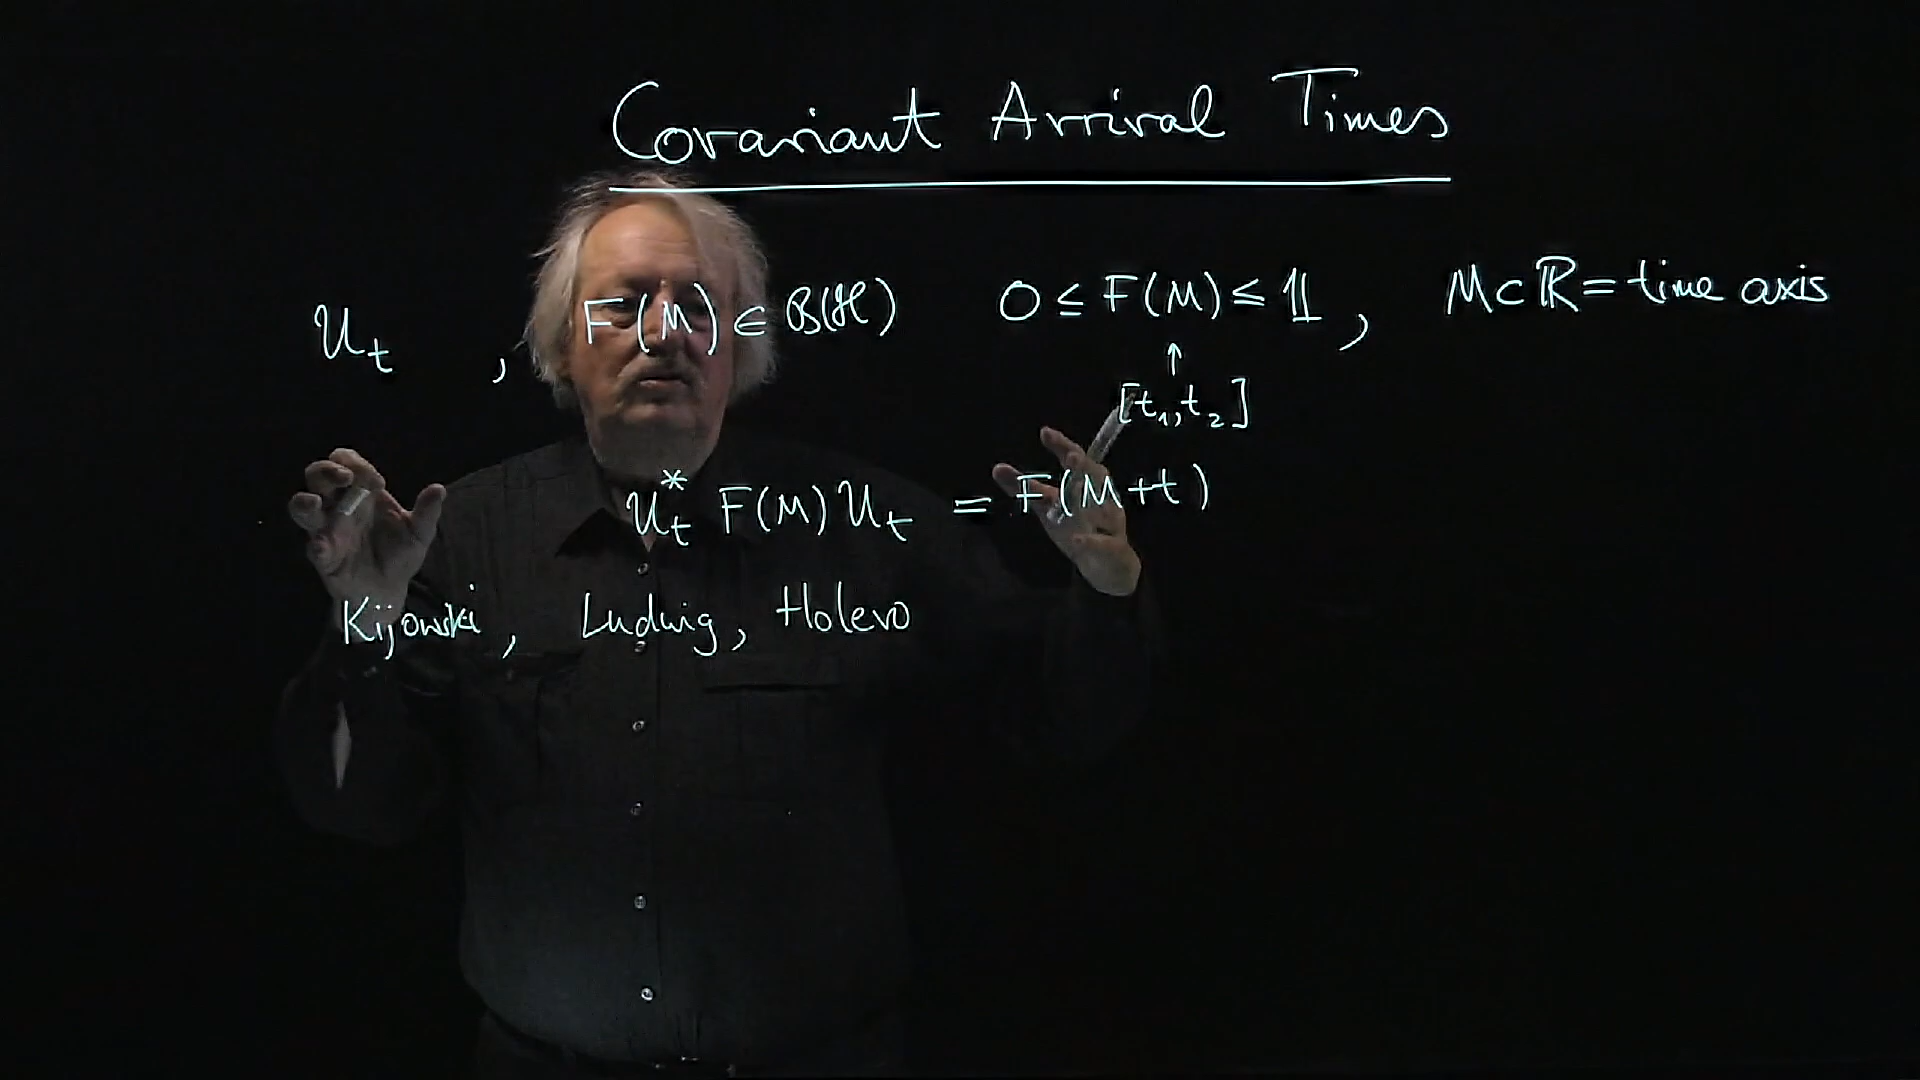 Covariant Arrival Times
U_t , F(M) ∈ B(ℋ) 0 ≤ F(M) ≤ 𝟙 , M ⊂ ℝ = time axis
↑
[t₁, t₂]
U_t^* F(M) U_t = F(M+t)
Kijowski, Ludwig, Holevo